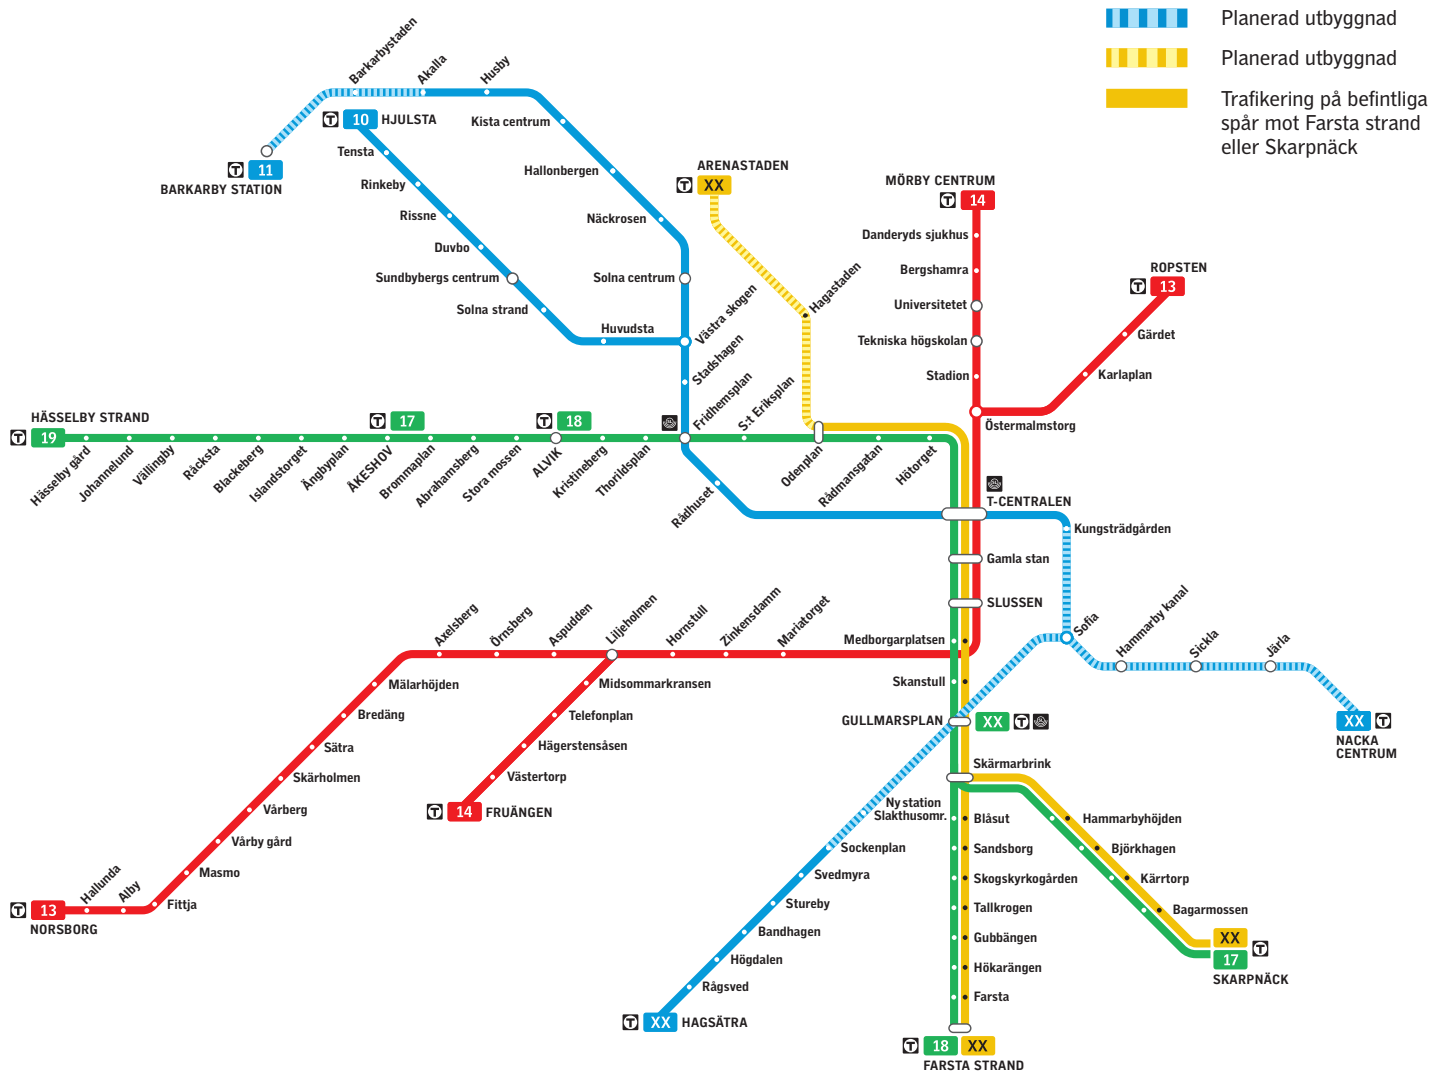 Planerad utbyggnad
Planerad utbyggnad
Trafikering på befintliga
spår mot Farsta strand
eller Skarpnäck
Barkarbystaden
Akalla
Husby
T 10 HJULSTA
Kista centrum
Tensta
T 11
BARKARBY STATION
Rinkeby
Hallonbergen
Rissne
Näckrosen
Duvbo
Sundbybergs centrum
Solna centrum
Solna strand
Huvudsta
Västra skogen
Stadshagen
Fridhemsplan
ARENASTADEN
T XX
Hagastaden
MÖRBY CENTRUM
T 14
Danderyds sjukhus
Bergshamra
Universitetet
Tekniska högskolan
Stadion
ROPSTEN
T 13
Gärdet
Karlaplan
Östermalmstorg
HÄSSELBY STRAND
T 19
Hässelby gård
Johannelund
Vällingby
Råcksta
Blackeberg
Islandstorget
Ängbyplan
T 17
ÅKESHOV
Brommaplan
Abrahamsberg
Stora mossen
T 18
ALVIK
Kristineberg
Thorildsplan
S:t Eriksplan
Odenplan
Rådmansgatan
Hötorget
Rådhuset
T-CENTRALEN
Kungsträdgården
Gamla stan
SLUSSEN
Medborgarplatsen
Skanstull
Sofia
Hammarby kanal
Sickla
Järla
XX T
NACKA
CENTRUM
GULLMARSPLAN
XX T
Skärmarbrink
Axelsberg
Örnsberg
Aspudden
Liljeholmen
Hornstull
Zinkensdamm
Mariatorget
Mälarhöjden
Bredäng
Sätra
Skärholmen
Vårberg
Vårby gård
Masmo
Fittja
Alby
Hallunda
T 13
NORSBORG
Midsommarkransen
Telefonplan
Hägerstensåsen
Västertorp
T 14 FRUÄNGEN
Ny station
Slakthusomr.
Sockenplan
Svedmyra
Stureby
Bandhagen
Högdalen
Rågsved
T XX HAGSÄTRA
Blåsut
Sandsborg
Skogskyrkogården
Tallkrogen
Gubbängen
Hökarängen
Farsta
T 18 XX
FARSTA STRAND
Hammarbyhöjden
Björkhagen
Kärrtorp
Bagarmossen
XX
17 T
SKARPNÄCK